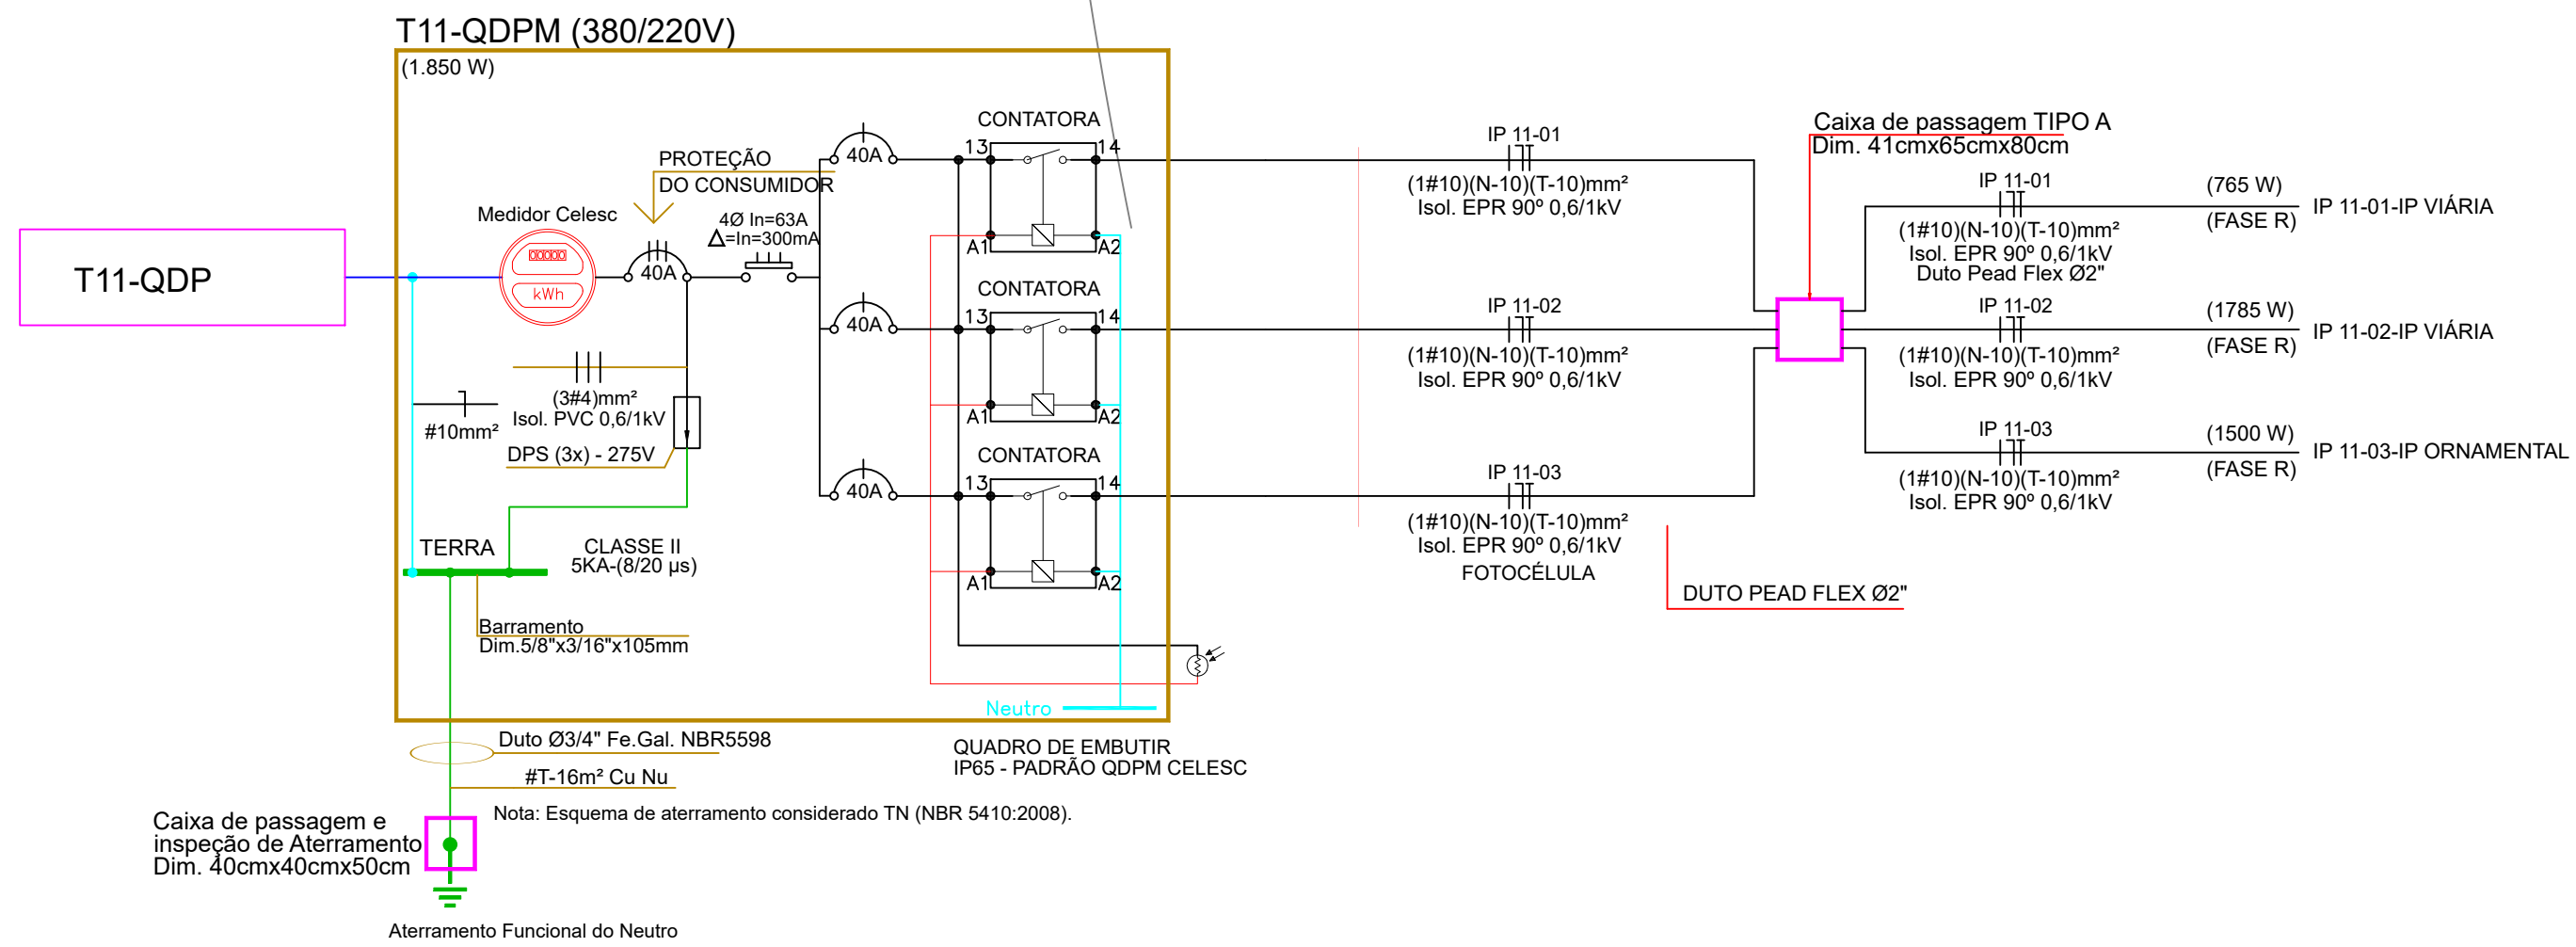 T11-QDPM (380/220V)
(1.850 W)
T11-QDP
Medidor Celesc
00000
kWh
PROTEÇÃO
DO CONSUMIDOR
40A
4Ø In=63A
Δ=In=300mA
(3#4)mm²
Isol. PVC 0,6/1kV
#10mm²
DPS (3x) - 275V
TERRA
CLASSE II
5KA-(8/20 µs)
Barramento
Dim.5/8"x3/16"x105mm
40A
CONTATORA
13
14
A1
A2
40A
CONTATORA
13
14
A1
A2
40A
CONTATORA
13
14
A1
A2
Neutro
IP 11-01
(1#10)(N-10)(T-10)mm²
Isol. EPR 90º 0,6/1kV
IP 11-02
(1#10)(N-10)(T-10)mm²
Isol. EPR 90º 0,6/1kV
IP 11-03
(1#10)(N-10)(T-10)mm²
Isol. EPR 90º 0,6/1kV
FOTOCÉLULA
DUTO PEAD FLEX Ø2"
Caixa de passagem TIPO A
Dim. 41cmx65cmx80cm
IP 11-01
(1#10)(N-10)(T-10)mm²
Isol. EPR 90º 0,6/1kV
Duto Pead Flex Ø2"
(765 W)
(FASE R)
IP 11-01-IP VIÁRIA
IP 11-02
(1#10)(N-10)(T-10)mm²
Isol. EPR 90º 0,6/1kV
(1785 W)
(FASE R)
IP 11-02-IP VIÁRIA
IP 11-03
(1#10)(N-10)(T-10)mm²
Isol. EPR 90º 0,6/1kV
(1500 W)
(FASE R)
IP 11-03-IP ORNAMENTAL
Duto Ø3/4" Fe.Gal. NBR5598
#T-16m² Cu Nu
QUADRO DE EMBUTIR
IP65 - PADRÃO QDPM CELESC
Nota: Esquema de aterramento considerado TN (NBR 5410:2008).
Caixa de passagem e
inspeção de Aterramento
Dim. 40cmx40cmx50cm
Aterramento Funcional do Neutro